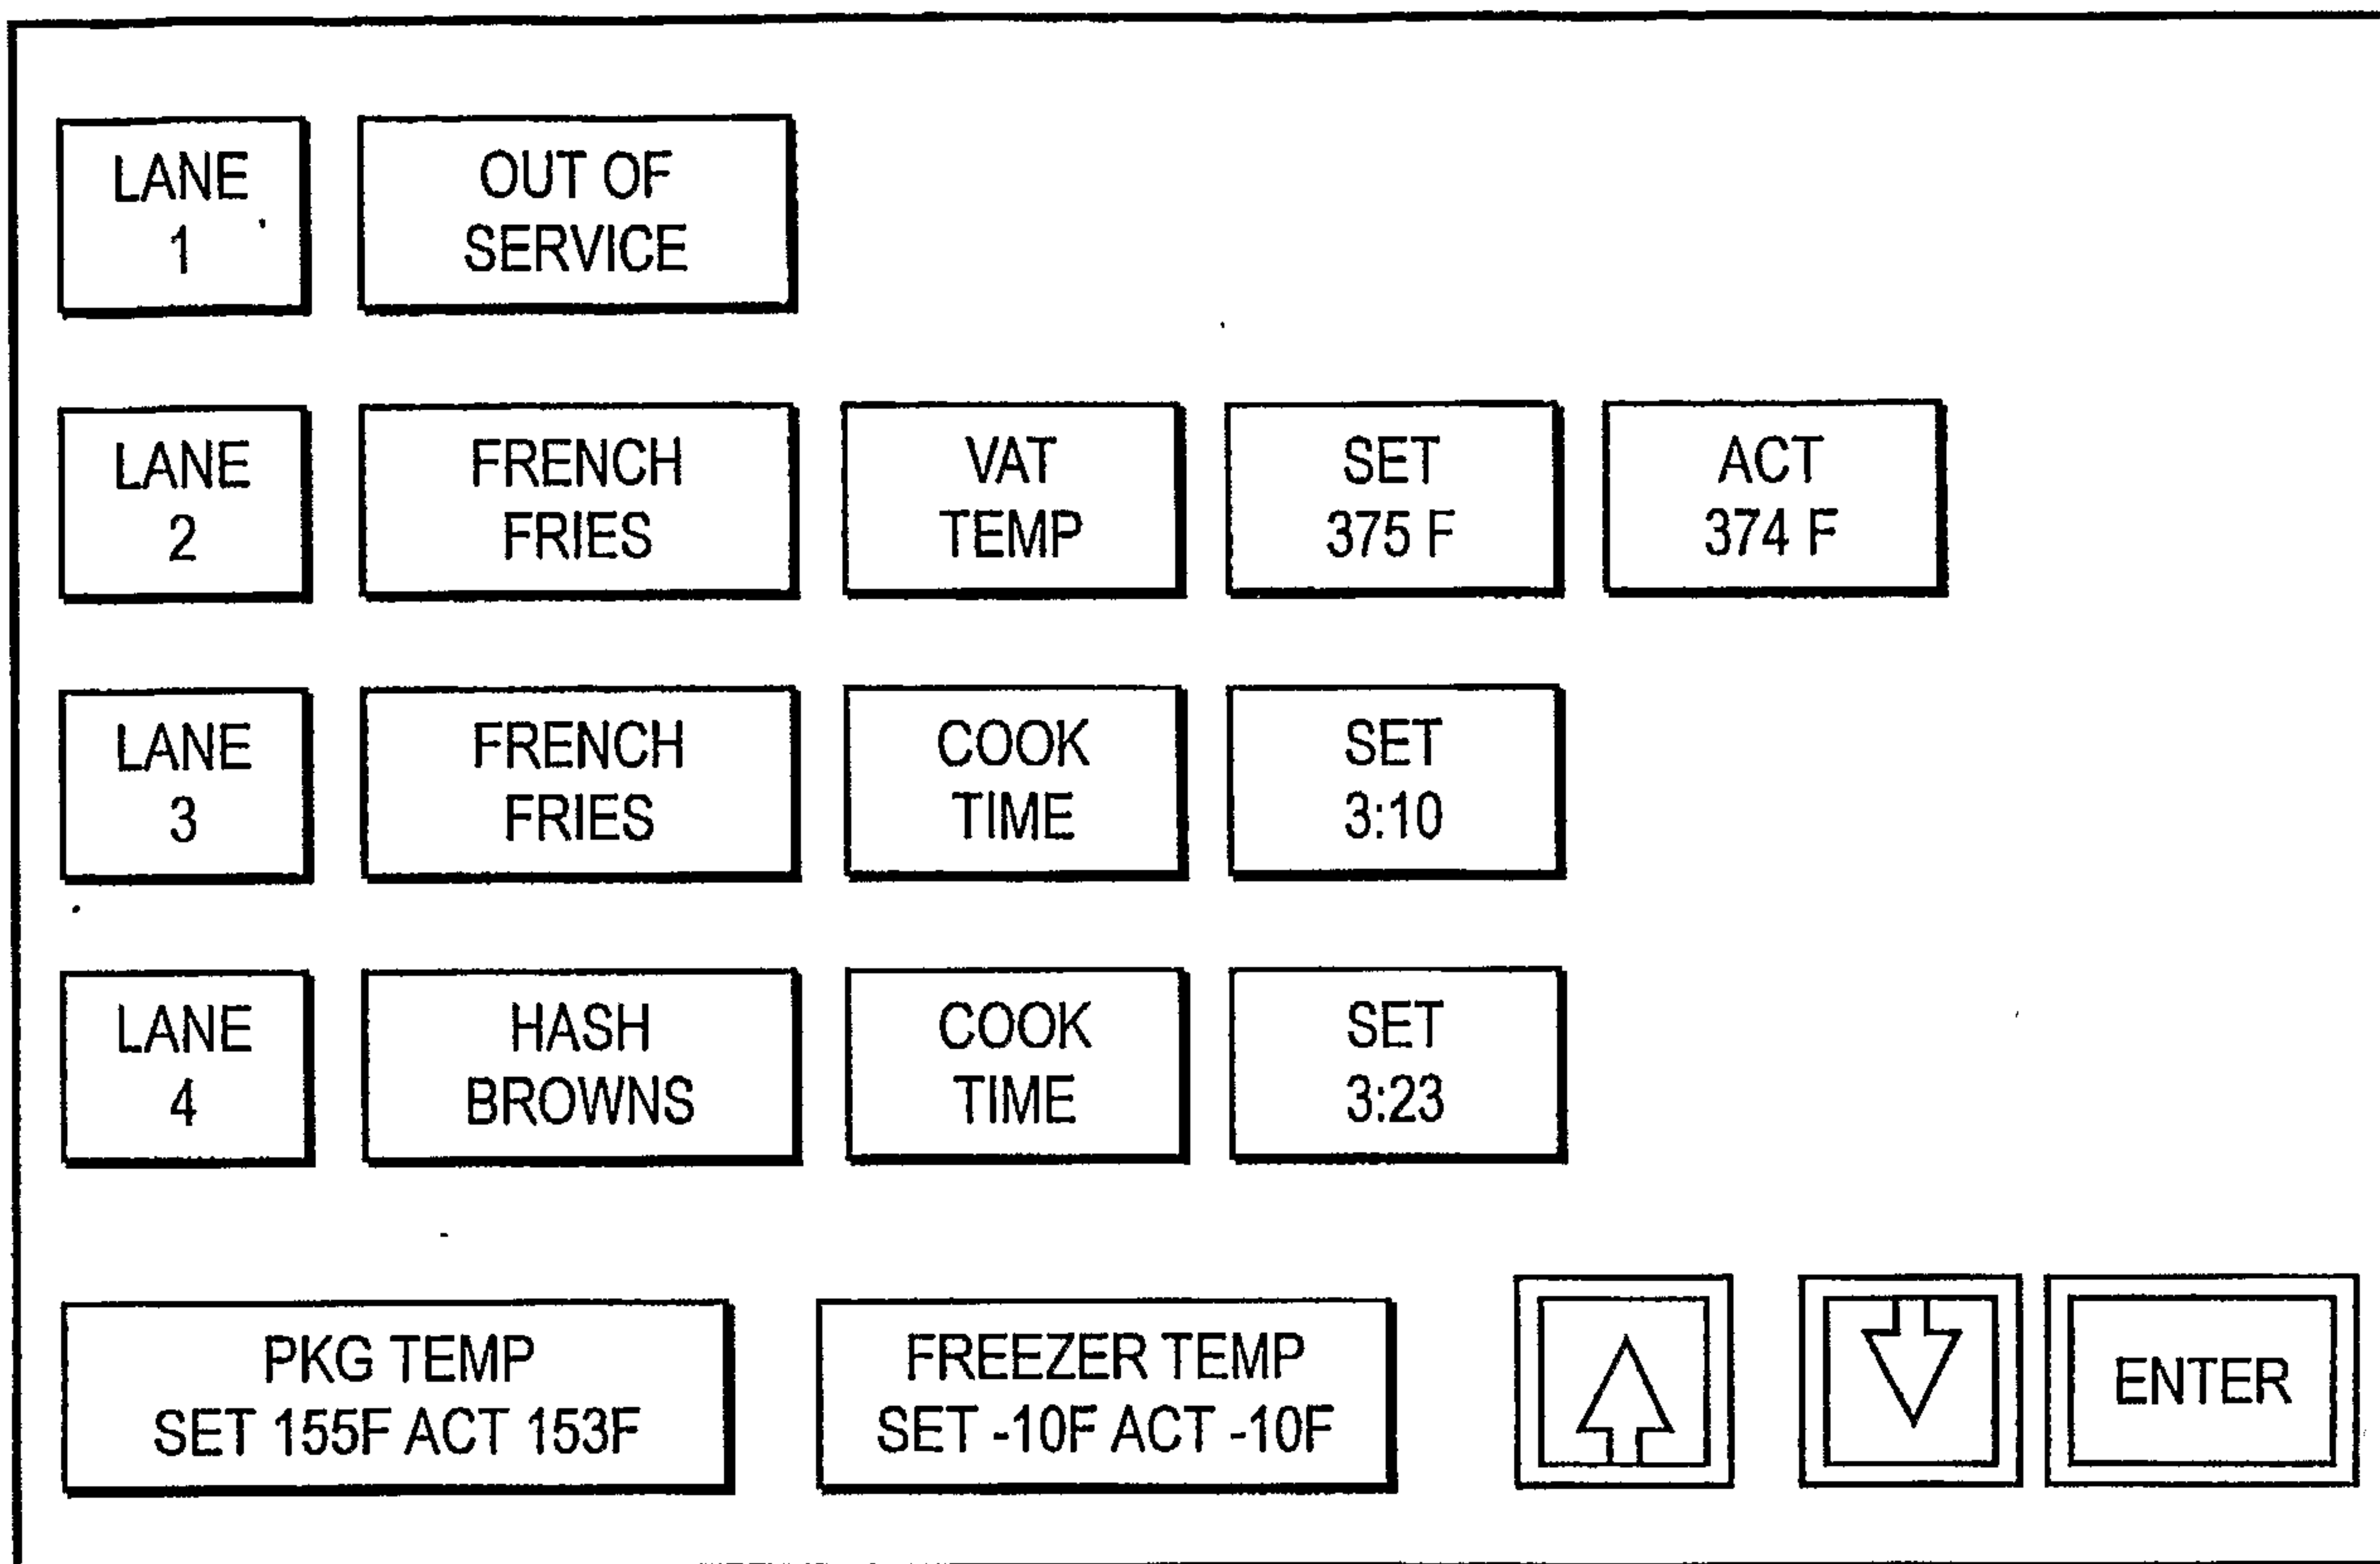 LANE
1
OUT OF
SERVICE
LANE
2
FRENCH
FRIES
VAT
TEMP
SET
375 F
ACT
374 F
LANE
3
FRENCH
FRIES
COOK
TIME
SET
3:10
LANE
4
HASH
BROWNS
COOK
TIME
SET
3:23
PKG TEMP
SET 155F ACT 153F
FREEZER TEMP
SET -10F ACT -10F
ENTER